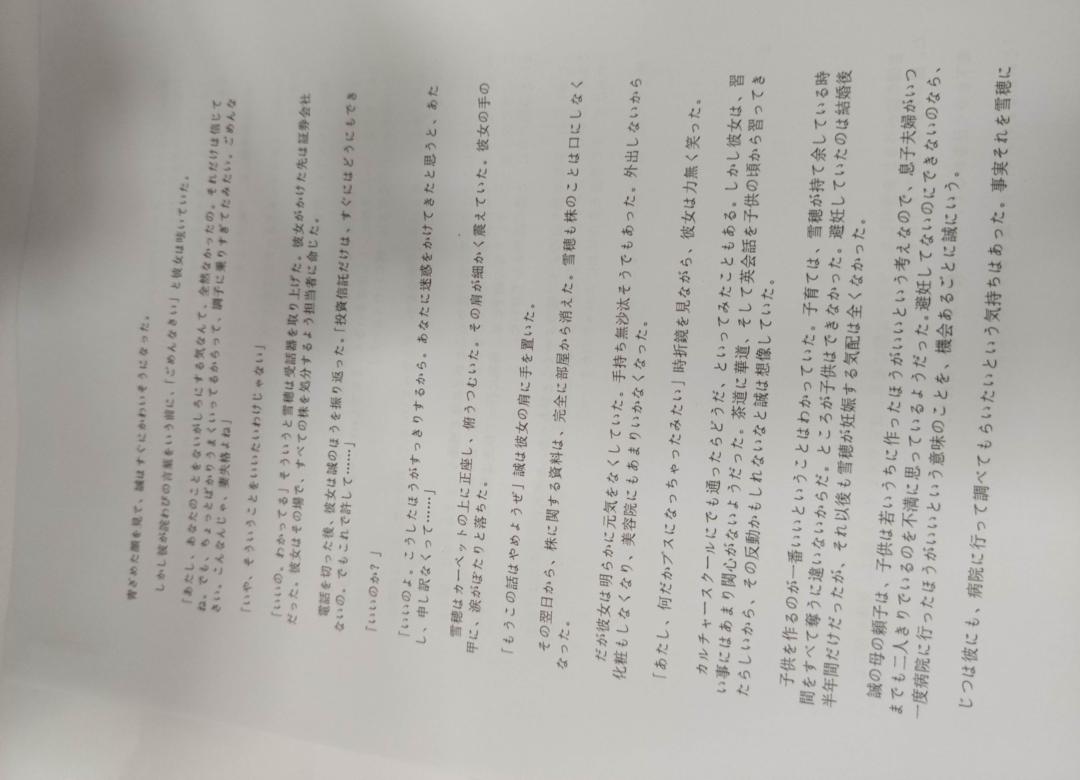 青ざめた顔を見て、誠はすぐにかわいそうになった。
しかし彼が詫びの言葉をいう前に、「ごめんなさい」と彼女は呟いていた。
「あたし、あなたのことをないがしろにする気なんて、全然なかったの。それだけは信じて
ね。でも、ちょっとばかりうまくいってるからって、調子に乗りすぎてたみたい。ごめんな
さい。こんなんじゃ、妻失格よね」
「いや、そういうことをいいたいわけじゃない」
「いいの。わかってる」そういうと雪穂は受話器を取り上げた。彼女がかけた先は証券会社
だった。彼女はその場で、すべての株を処分するよう担当者に命じた。
電話を切った後、彼女は誠のほうを振り返った。「投資信託だけは、すぐにはどうにもでき
ないの。でもこれで許して……」
「いいのか？」
「いいのよ。こうしたほうがすっきりするから。あなたに迷惑をかけてきたと思うと、あた
し、申し訳なくって……」
雪穂はカーペットの上に正座し、俯うつむいた。その肩が細かく震えていた。彼女の手の
甲に、涙がぽたりと落ちた。
「もうこの話はやめようぜ」誠は彼女の肩に手を置いた。
その翌日から、株に関する資料は、完全に部屋から消えた。雪穂も株のことは口にしなく
なった。
だが彼女は明らかに元気をなくしていた。手持ち無沙汰そうでもあった。外出しないから
化粧もしなくなり、美容院にもあまりいかなくなった。
「あたし、何だかブスになっちゃったみたい」時折鏡を見ながら、彼女は力無く笑った。
カルチャースクールにでも通ったらどうだ、といってみたこともある。しかし彼女は、習
い事にはあまり関心がないようだった。茶道に華道、そして英会話を子供の頃から習ってき
たらしいから、その反動かもしれないなと誠は想像していた。
子供を作るのが一番いいということはわかっていた。子育ては、雪穂が持て余している時
間をすべて奪うに違いないからだ。ところが子供はできなかった。避妊していたのは結婚後
半年間だけだったが、それ以後も雪穂が妊娠する気配は全くなかった。
誠の母の頼子は、子供は若いうちに作ったほうがいいという考えなので、息子夫婦がいつ
までも二人きりでいるのを不満に思っているようだった。避妊してないのにできないのなら、
一度病院に行ったほうがいいという意味のことを、機会あるごとに誠にいう。
じつは彼にも、病院に行って調べてもらいたいという気持ちはあった。事実それを雪穂に